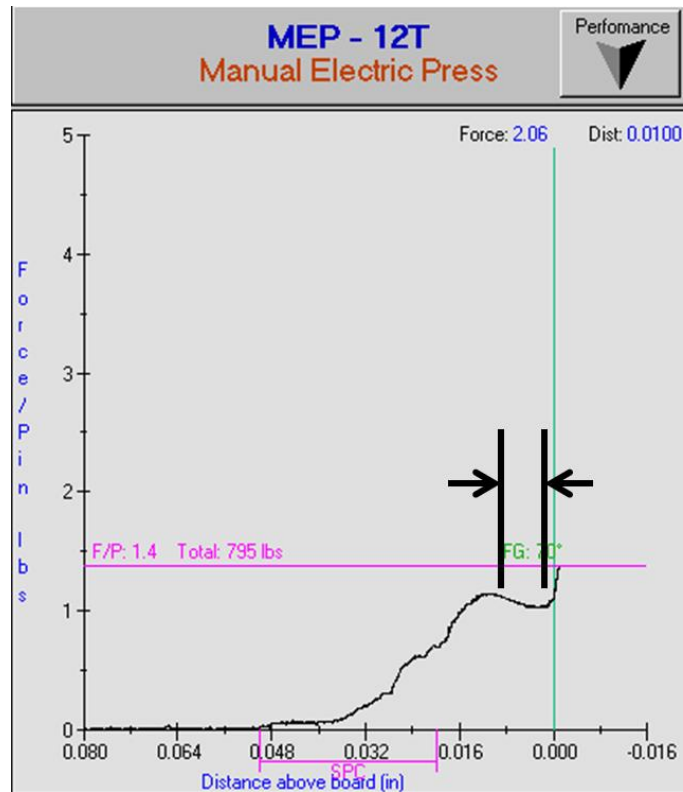 MEP - 12T
Manual Electric Press
Perfomance
Force: 2.06 Dist: 0.0100
5
4
3
2
1
0
Force/Pin lbs
F/P: 1.4 Total: 795 lbs
FG: 70°
0.080 0.064 0.048 0.032 0.016 0.000 -0.016
SPC
Distance above board (in)